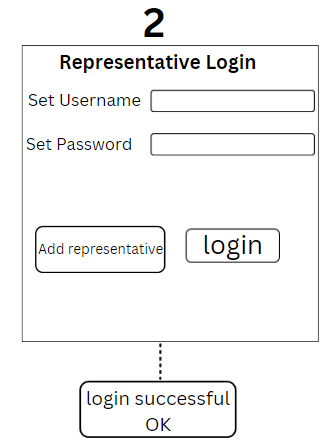 2
Representative Login
Set Username
Set Password
Add representative
login
login successful
OK